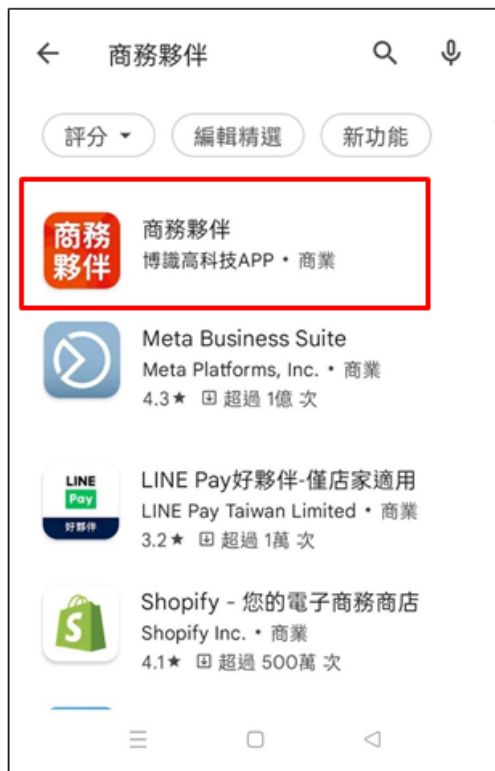 商務夥伴
評分
編輯精選
新功能
商務
夥伴
商務夥伴
博識高科技APP • 商業
Meta Business Suite
Meta Platforms, Inc. • 商業
4.3★ 超過 1億 次
LINE
Pay
好夥伴
LINE Pay好夥伴-僅店家適用
LINE Pay Taiwan Limited • 商業
3.2★ 超過 1萬 次
Shopify - 您的電子商務商店
Shopify Inc. • 商業
4.1★ 超過 500萬 次